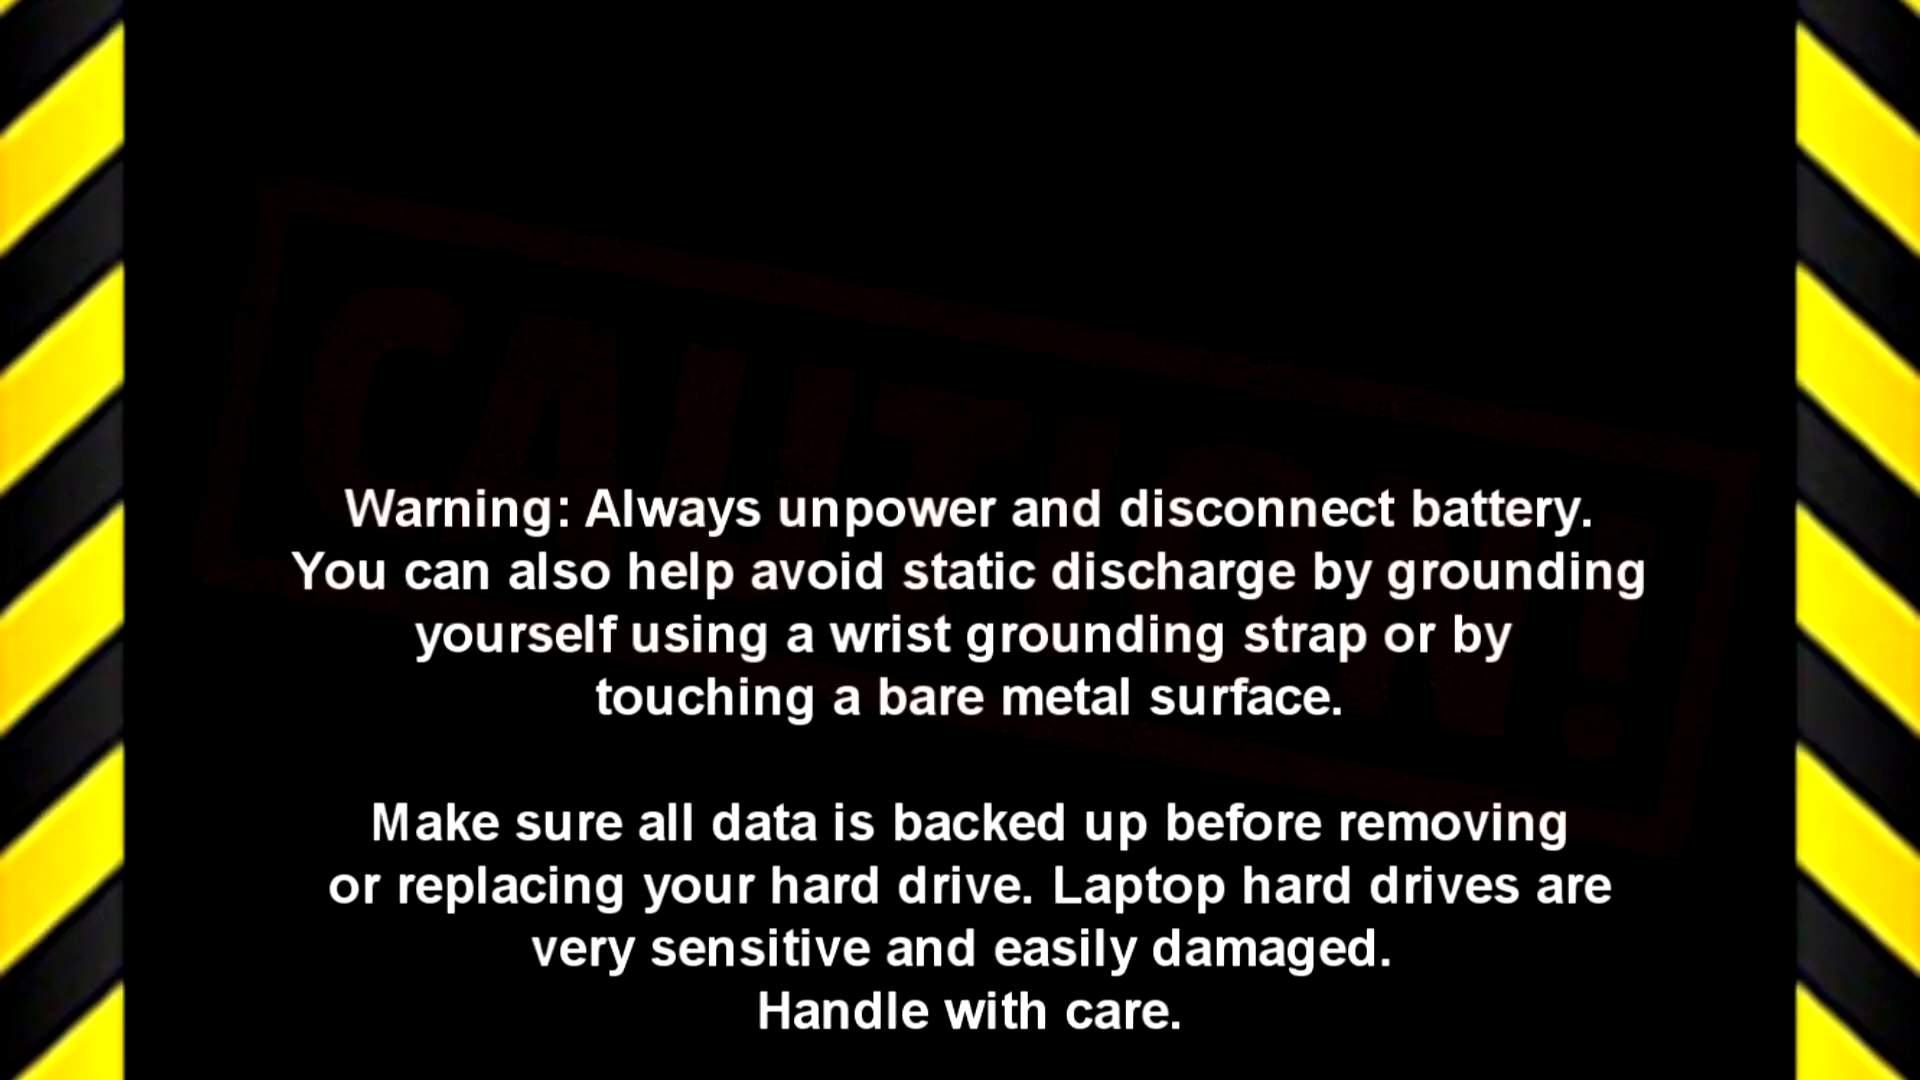 CAUTION!
Warning: Always unpower and disconnect battery.
You can also help avoid static discharge by grounding
yourself using a wrist grounding strap or by
touching a bare metal surface.
Make sure all data is backed up before removing
or replacing your hard drive. Laptop hard drives are
very sensitive and easily damaged.
Handle with care.